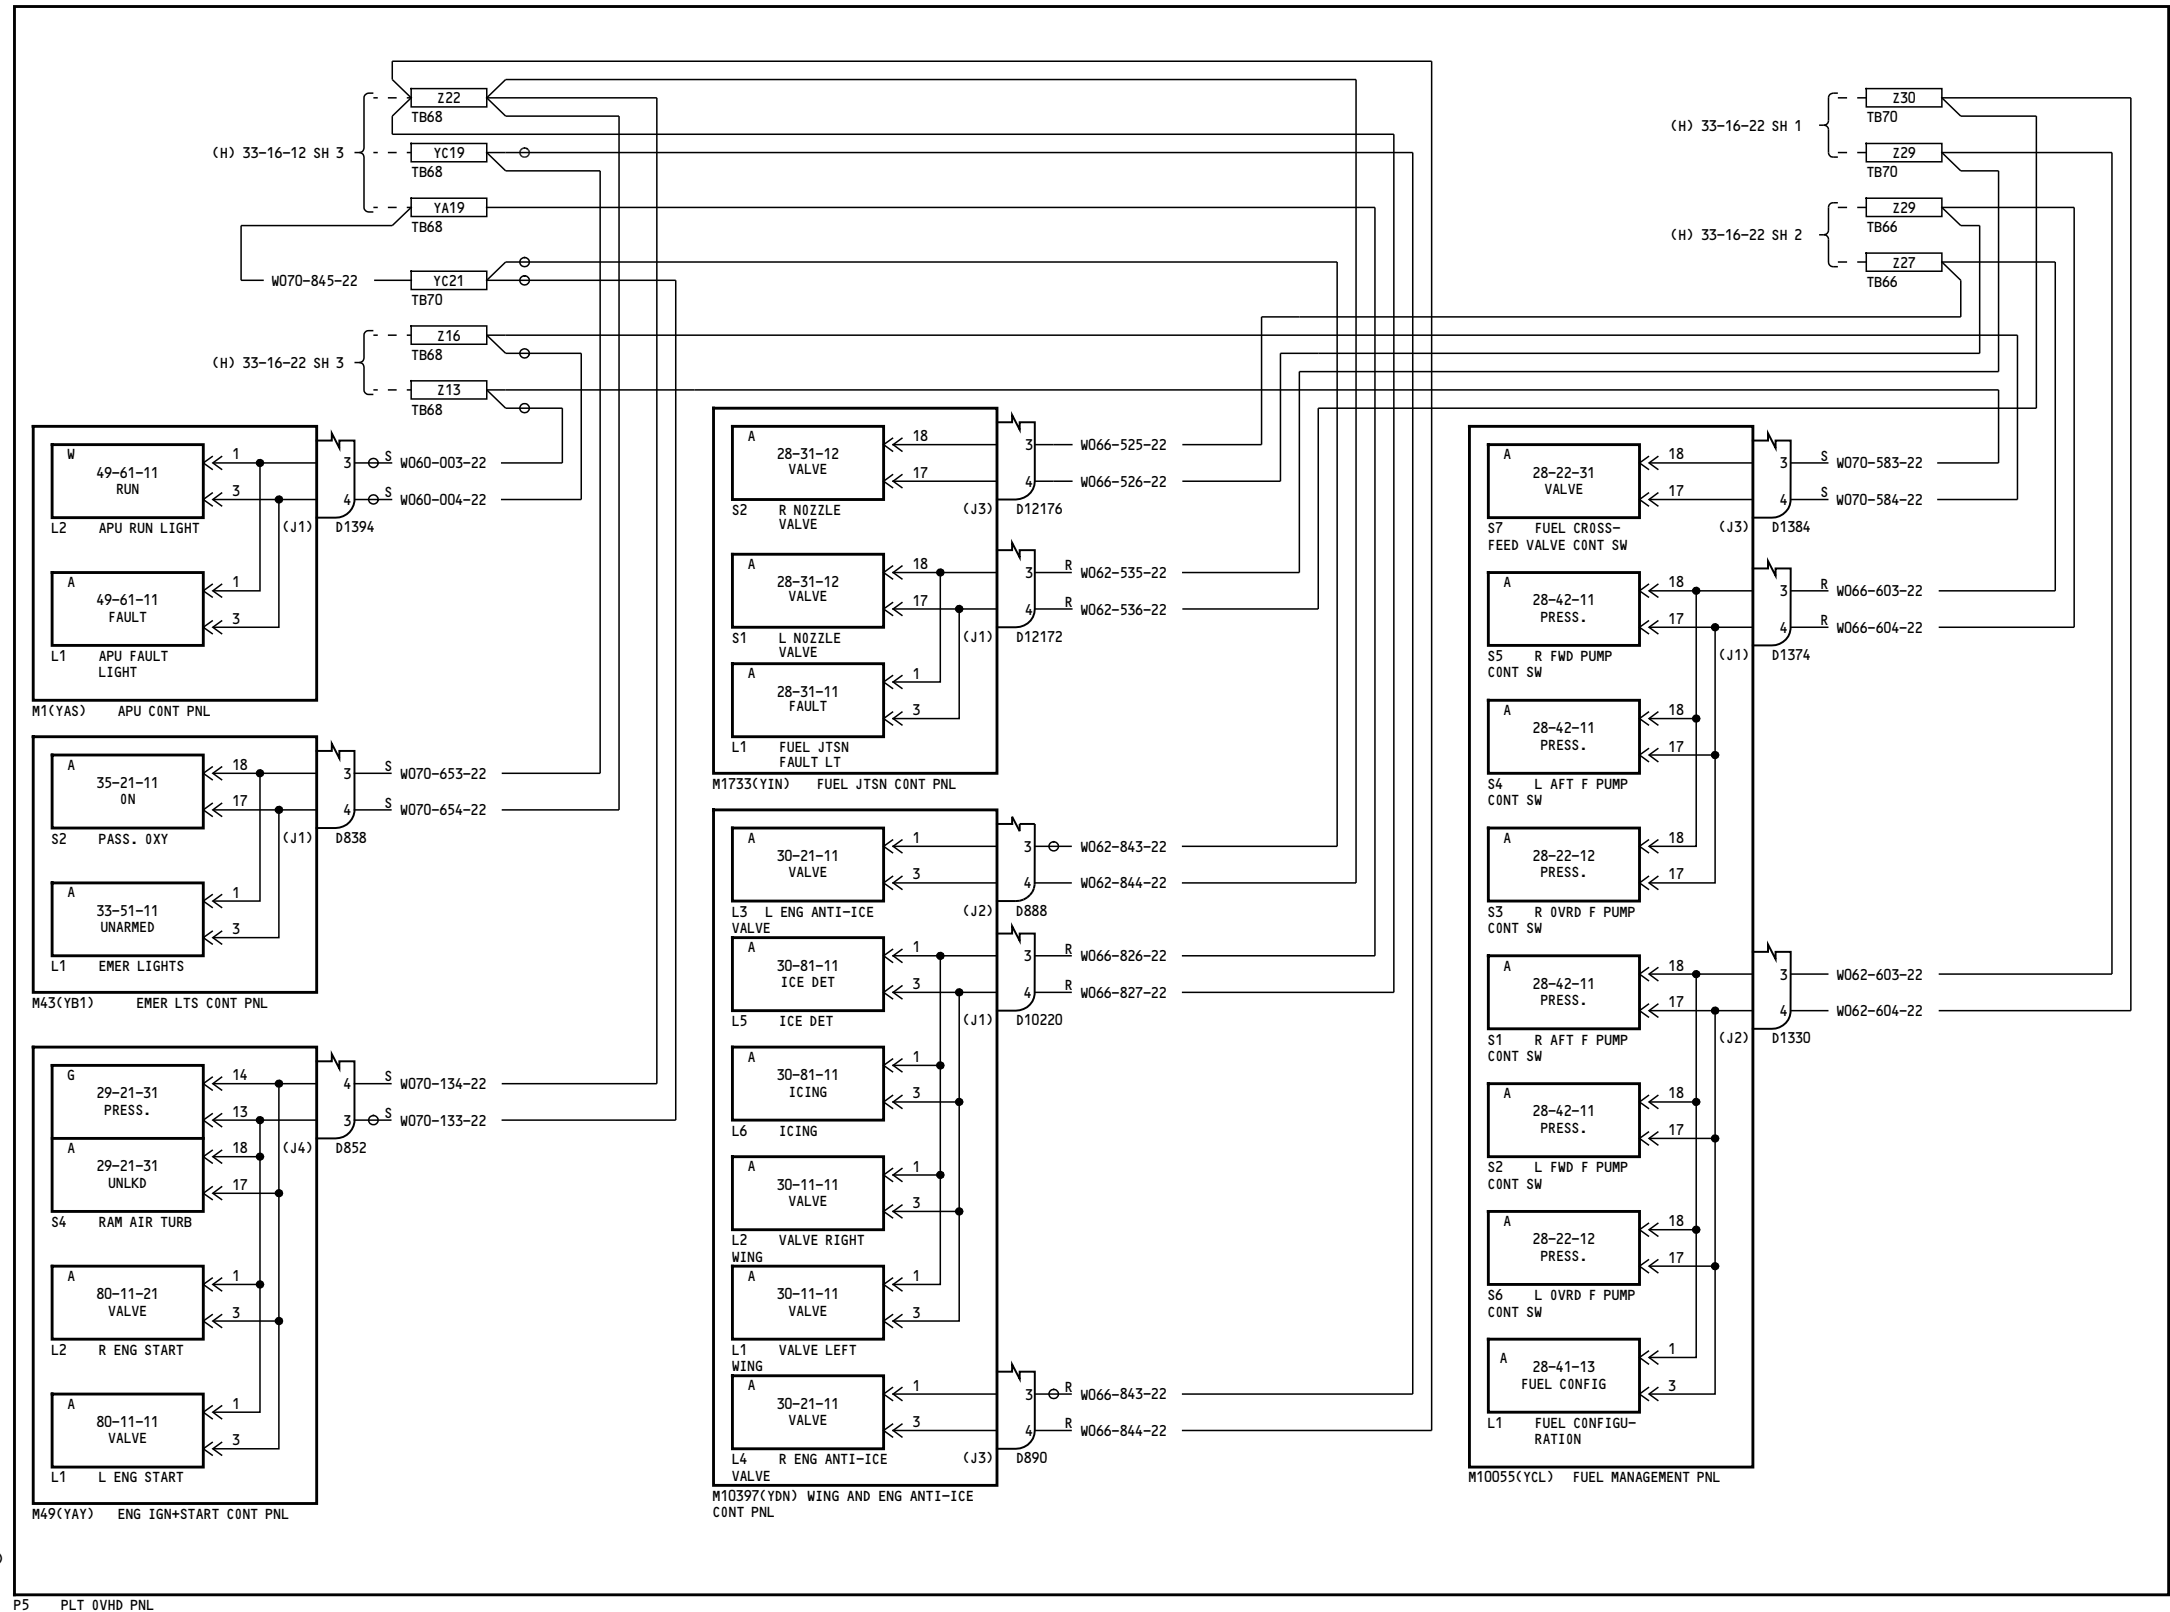 Z22
TB68
(H) 33-16-12 SH 3
YC19
TB68
YA19
TB68
W070-845-22
YC21
TB70
Z16
TB68
(H) 33-16-22 SH 3
Z13
TB68
Z30
TB70
(H) 33-16-22 SH 1
Z29
TB70
Z29
TB66
(H) 33-16-22 SH 2
Z27
TB66
W
49-61-11
RUN
1
3
L2 APU RUN LIGHT
3
4
S W060-003-22
S W060-004-22
(J1) D1394
A
49-61-11
FAULT
1
3
L1 APU FAULT
LIGHT
M1(YAS) APU CONT PNL
A
35-21-11
ON
18
17
S2 PASS. OXY
3
4
S W070-653-22
S W070-654-22
(J1) D838
A
33-51-11
UNARMED
1
3
L1 EMER LIGHTS
M43(YB1) EMER LTS CONT PNL
G
29-21-31
PRESS.
14
13
4
3
S W070-134-22
S W070-133-22
(J4) D852
A
29-21-31
UNLKD
18
17
S4 RAM AIR TURB
A
80-11-21
VALVE
1
3
L2 R ENG START
A
80-11-11
VALVE
1
3
L1 L ENG START
M49(YAY) ENG IGN+START CONT PNL
A
28-31-12
VALVE
18
17
S2 R NOZZLE
VALVE
3
4
W066-525-22
W066-526-22
(J3) D12176
A
28-31-12
VALVE
18
17
S1 L NOZZLE
VALVE
3
4
R W062-535-22
R W062-536-22
(J1) D12172
A
28-31-11
FAULT
1
3
L1 FUEL JTSN
FAULT LT
M1733(YIN) FUEL JTSN CONT PNL
A
30-21-11
VALVE
1
3
L3 L ENG ANTI-ICE
VALVE
3
4
W062-843-22
W062-844-22
(J2) D888
A
30-81-11
ICE DET
1
3
L5 ICE DET
3
4
R W066-826-22
R W066-827-22
(J1) D10220
A
30-81-11
ICING
1
3
L6 ICING
A
30-11-11
VALVE
1
3
L2 VALVE RIGHT
WING
A
30-11-11
VALVE
1
3
L1 VALVE LEFT
WING
A
30-21-11
VALVE
1
3
L4 R ENG ANTI-ICE
VALVE
3
4
R W066-843-22
R W066-844-22
(J3) D890
M10397(YDN) WING AND ENG ANTI-ICE
CONT PNL
A
28-22-31
VALVE
18
17
S7 FUEL CROSS-
FEED VALVE CONT SW
3
4
S W070-583-22
S W070-584-22
(J3) D1384
A
28-42-11
PRESS.
18
17
S5 R FWD PUMP
CONT SW
3
4
R W066-603-22
R W066-604-22
(J1) D1374
A
28-42-11
PRESS.
18
17
S4 L AFT F PUMP
CONT SW
A
28-22-12
PRESS.
18
17
S3 R OVRD F PUMP
CONT SW
A
28-42-11
PRESS.
18
17
S1 R AFT F PUMP
CONT SW
3
4
W062-603-22
W062-604-22
(J2) D1330
A
28-42-11
PRESS.
18
17
S2 L FWD F PUMP
CONT SW
A
28-22-12
PRESS.
18
17
S6 L OVRD F PUMP
CONT SW
A
28-41-13
FUEL CONFIG
1
3
L1 FUEL CONFIGU-
RATION
M10055(YCL) FUEL MANAGEMENT PNL
P5 PLT OVHD PNL